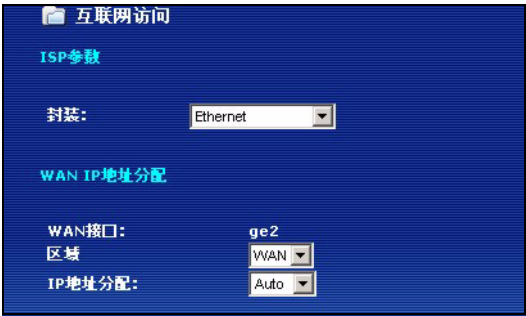 互联网访问
ISP参数
封装: Ethernet
WAN IP地址分配
WAN接口: ge2
区域 WAN
IP地址分配: Auto